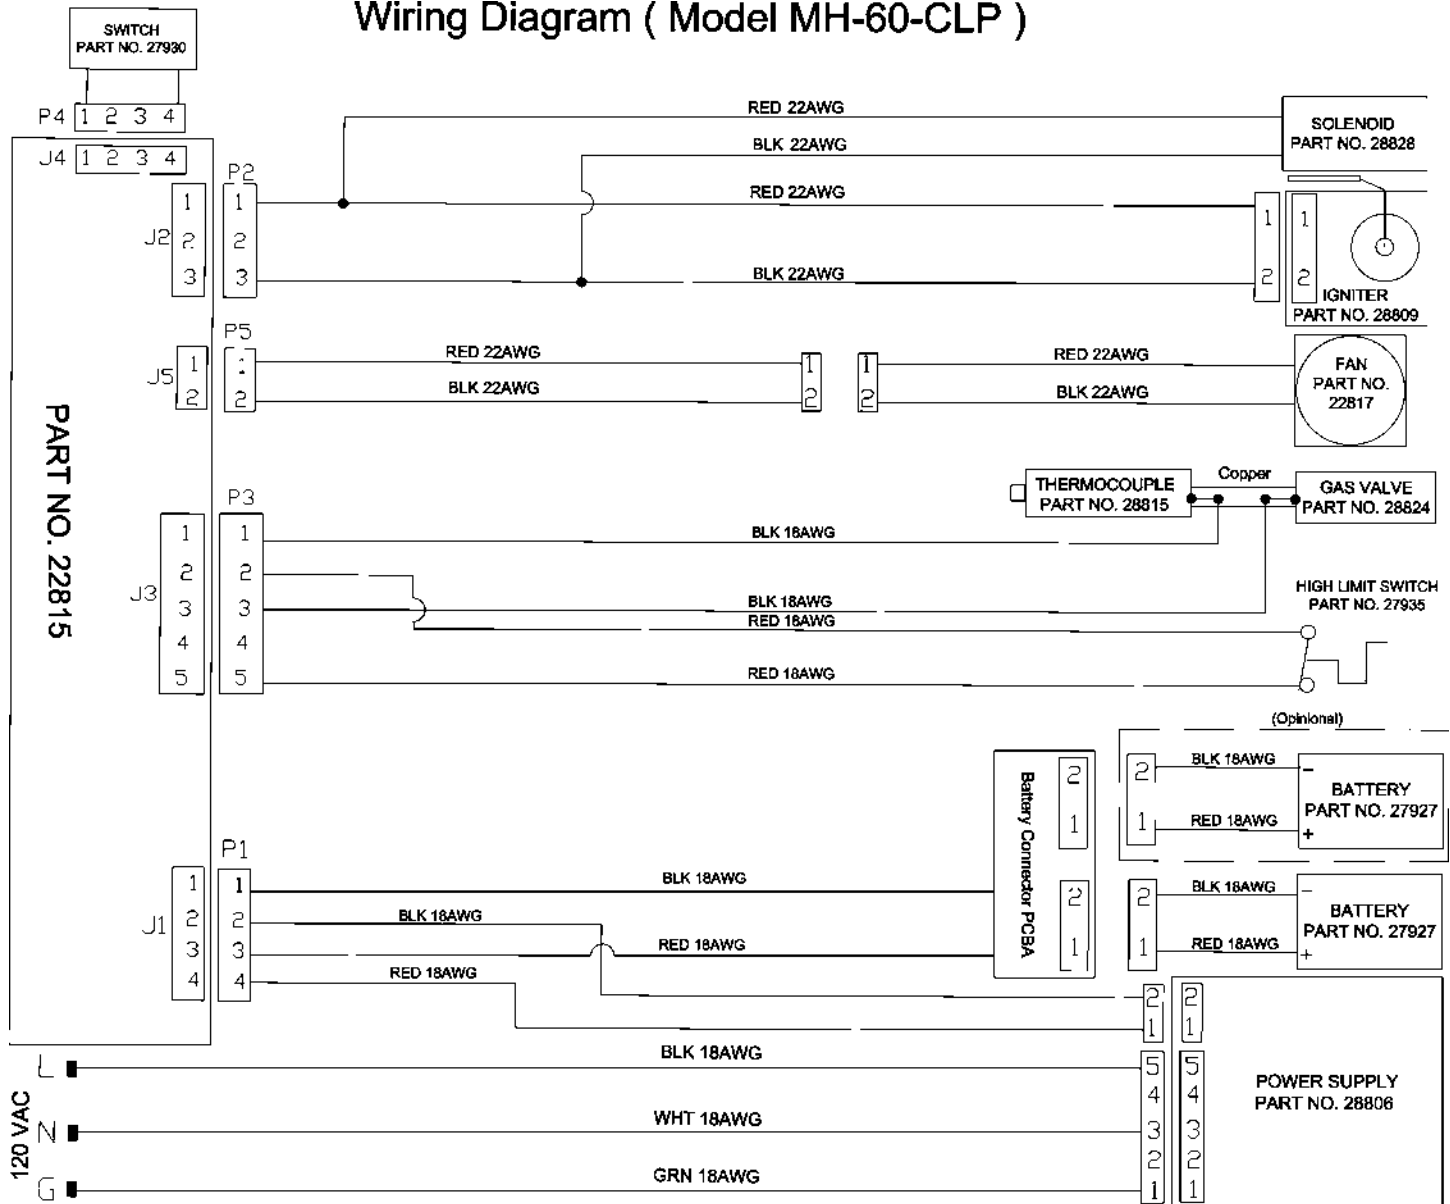 Wiring Diagram ( Model MH-60-CLP )
SWITCH
PART NO. 27930
P4 1 2 3 4
J4 1 2 3 4
RED 22AWG
SOLENOID
PART NO. 28828
BLK 22AWG
P2
J2
1
2
3
1
2
3
RED 22AWG
BLK 22AWG
1
2
1
2
IGNITER
PART NO. 28809
P5
J5
1
2
1
2
RED 22AWG
BLK 22AWG
1
2
1
2
RED 22AWG
BLK 22AWG
FAN
PART NO.
22817
PART NO. 22815
P3
J3
1
2
3
4
5
1
2
3
4
5
THERMOCOUPLE
PART NO. 28815
Copper
GAS VALVE
PART NO. 28824
BLK 18AWG
BLK 18AWG
RED 18AWG
HIGH LIMIT SWITCH
PART NO. 27935
RED 18AWG
(Opinional)
Battery Connector PCBA
2
1
2
1
2
1
BLK 18AWG
RED 18AWG
-
+
BATTERY
PART NO. 27927
P1
J1
1
2
3
4
1
2
3
4
BLK 18AWG
BLK 18AWG
RED 18AWG
RED 18AWG
2
1
BLK 18AWG
RED 18AWG
-
+
BATTERY
PART NO. 27927
2
1
2
1
120 VAC
L
N
G
BLK 18AWG
WHT 18AWG
GRN 18AWG
5
4
3
2
1
5
4
3
2
1
POWER SUPPLY
PART NO. 28806